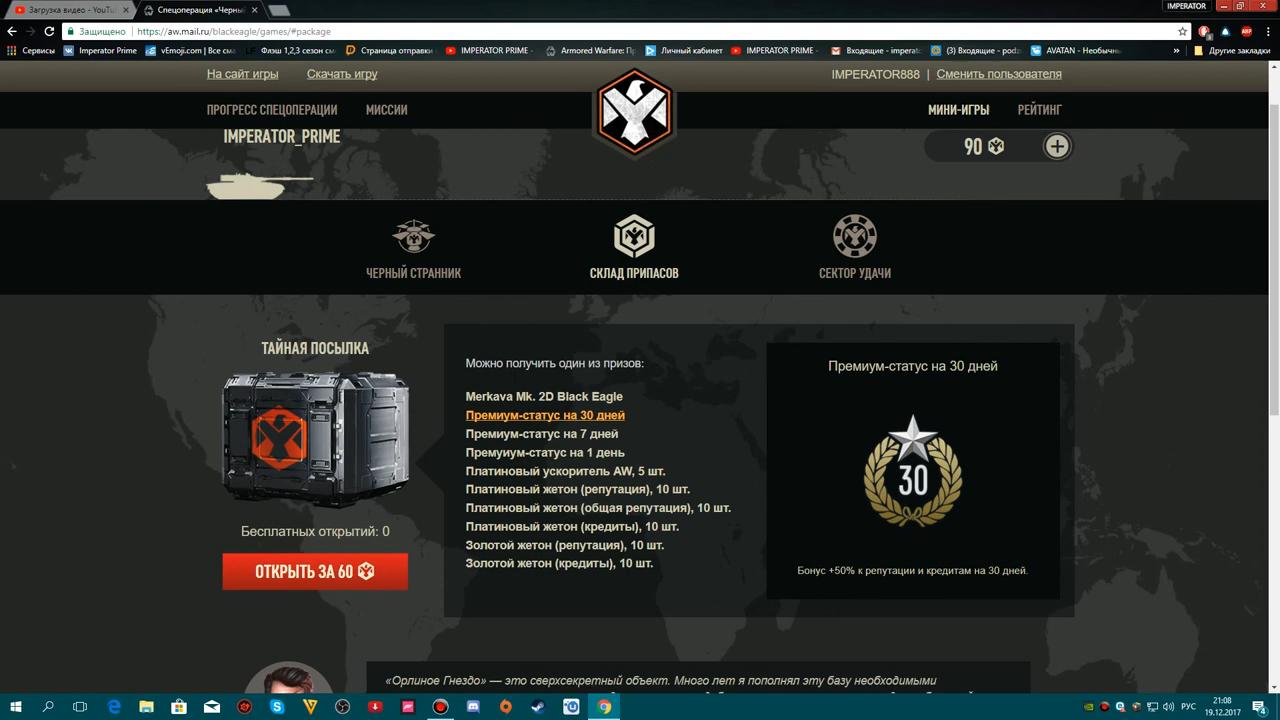 Загрузка видео - YouTu
Спецоперация «Черны
IMPERATOR
Защищено
https://aw.mail.ru/blackeagle/games/#package
Сервисы
Imperator Prime
vEmoji.com | Все сма
Флэш 1,2,3 сезон см
Страница отправки
IMPERATOR PRIME -
Armored Warfare: Пр
Личный кабинет
IMPERATOR PRIME -
Входящие - imperato
(3) Входящие - podz
AVATAN - Необычн
»
Другие закладки
На сайт игры
Скачать игру
IMPERATOR888 | Сменить пользователя
ПРОГРЕСС СПЕЦОПЕРАЦИИ
МИССИИ
МИНИ-ИГРЫ
РЕЙТИНГ
IMPERATOR_PRIME
90
ЧЕРНЫЙ СТРАННИК
СКЛАД ПРИПАСОВ
СЕКТОР УДАЧИ
ТАЙНАЯ ПОСЫЛКА
Бесплатных открытий: 0
ОТКРЫТЬ ЗА 60
Можно получить один из призов:
Merkava Mk. 2D Black Eagle
Премиум-статус на 30 дней
Премиум-статус на 7 дней
Премуиум-статус на 1 день
Платиновый ускоритель AW, 5 шт.
Платиновый жетон (репутация), 10 шт.
Платиновый жетон (общая репутация), 10 шт.
Платиновый жетон (кредиты), 10 шт.
Золотой жетон (репутация), 10 шт.
Золотой жетон (кредиты), 10 шт.
Премиум-статус на 30 дней
30
Бонус +50% к репутации и кредитам на 30 дней.
«Орлиное Гнездо» — это сверхсекретный объект. Много лет я пополнял эту базу необходимыми
РУС
21:08
19.12.2017
4